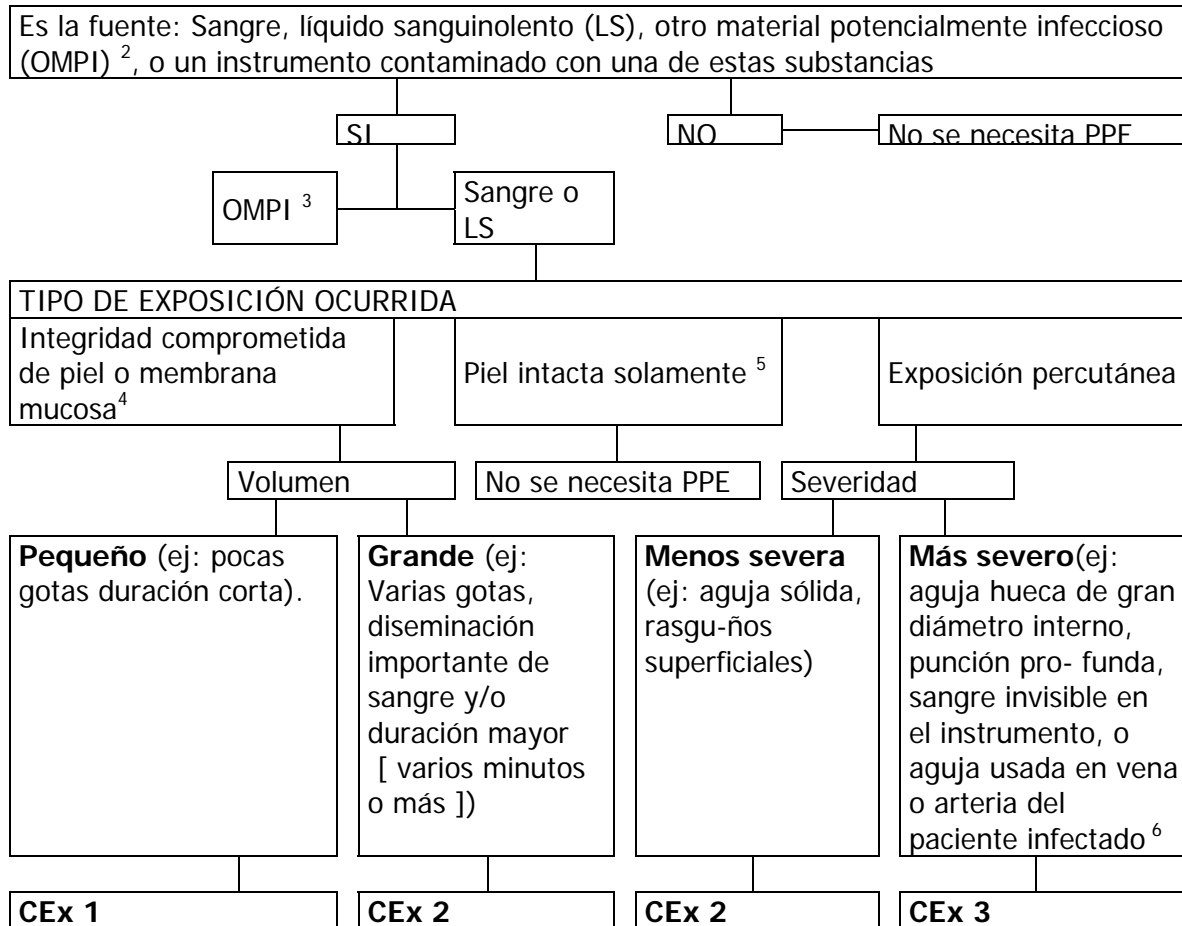 Es la fuente: Sangre, líquido sanguinolento (LS), otro material potencialmente infeccioso
(OMPI) 2, o un instrumento contaminado con una de estas substancias
SI
NO
No se necesita PPE
OMPI 3
Sangre o
LS
TIPO DE EXPOSICIÓN OCURRIDA
Integridad comprometida
de piel o membrana
mucosa4
Piel intacta solamente 5
Exposición percutánea
Volumen
No se necesita PPE
Severidad
Pequeño (ej: pocas
gotas duración corta).
Grande (ej:
Varias gotas,
diseminación
importante de
sangre y/o
duración mayor
[ varios minutos
o más ])
Menos severa
(ej: aguja sólida,
rasgu-ños
superficiales)
Más severo(ej:
aguja hueca de gran
diámetro interno,
punción pro- funda,
sangre invisible en
el instrumento, o
aguja usada en vena
o arteria del
paciente infectado 6
CEx 1
CEx 2
CEx 2
CEx 3